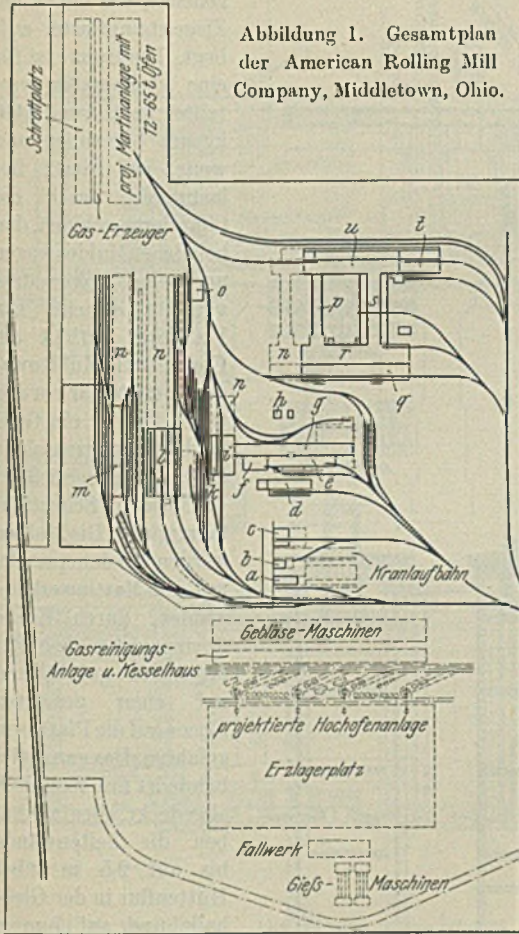 Abbildung 1. Gesamtplan
der American Rolling Mill
Company, Middletown, Ohio.
Schrottplatz
proj. Martinanlage mit
12-65 t Öfen
Gas-Erzeuger
u
t
o
p
s
n
n
n
r
q
n
h
g
i
m
l
k
f
e
d
c
b
a
Kranlaufbahn
Gebläse-Maschinen
Gasreinigungs-
Anlage u. Kesselhaus
projektierte Hochofenanlage
Erzlagerplatz
Fallwerk
Giefs-Maschinen